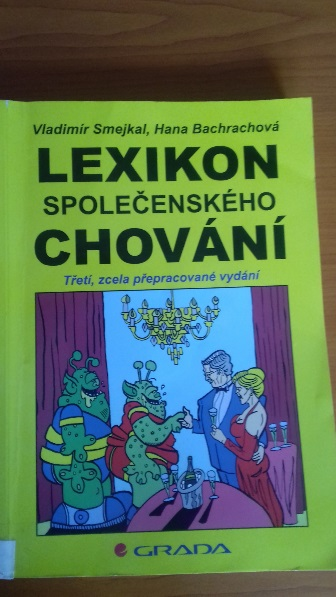 Vladimír Smejkal, Hana Bachrachová
LEXIKON
SPOLEČENSKÉHO
CHOVÁNÍ
Třetí, zcela přepracované vydání
GRADA